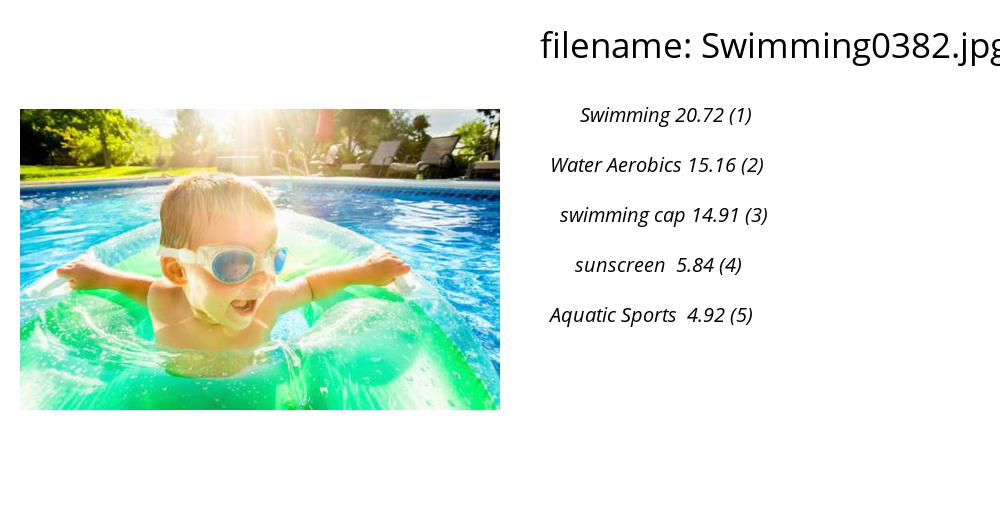 filename: Swimming0382.jpg
Swimming 20.72 (1)
Water Aerobics 15.16 (2)
swimming cap 14.91 (3)
sunscreen 5.84 (4)
Aquatic Sports 4.92 (5)